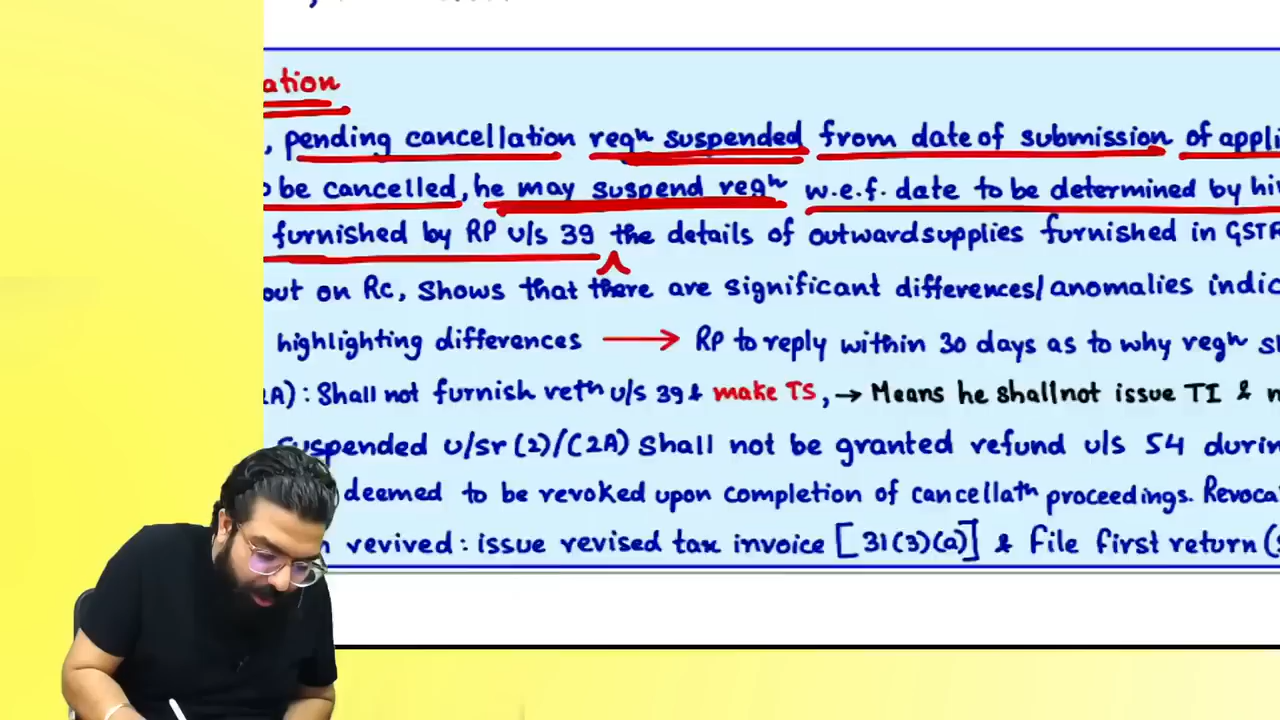 ation
, pending cancellation regn suspended from date of submission of appli
o be cancelled, he may suspend regn w.e.f. date to be determined by hi
furnished by RP u/s 39 the details of outward supplies furnished in GSTR
out on Rc, Shows that there are significant differences/anomalies indic
highlighting differences → RP to reply within 30 days as to why regn s
2A) : Shall not furnish retn u/s 39 & make TS, → Means he shall not issue TI & n
suspended u/sr (2)/(2A) Shall not be granted refund u/s 54 durin
deemed to be revoked upon completion of cancellatn proceedings. Revoca
n revived : issue revised tax invoice [31(3)(a)] & File first return (